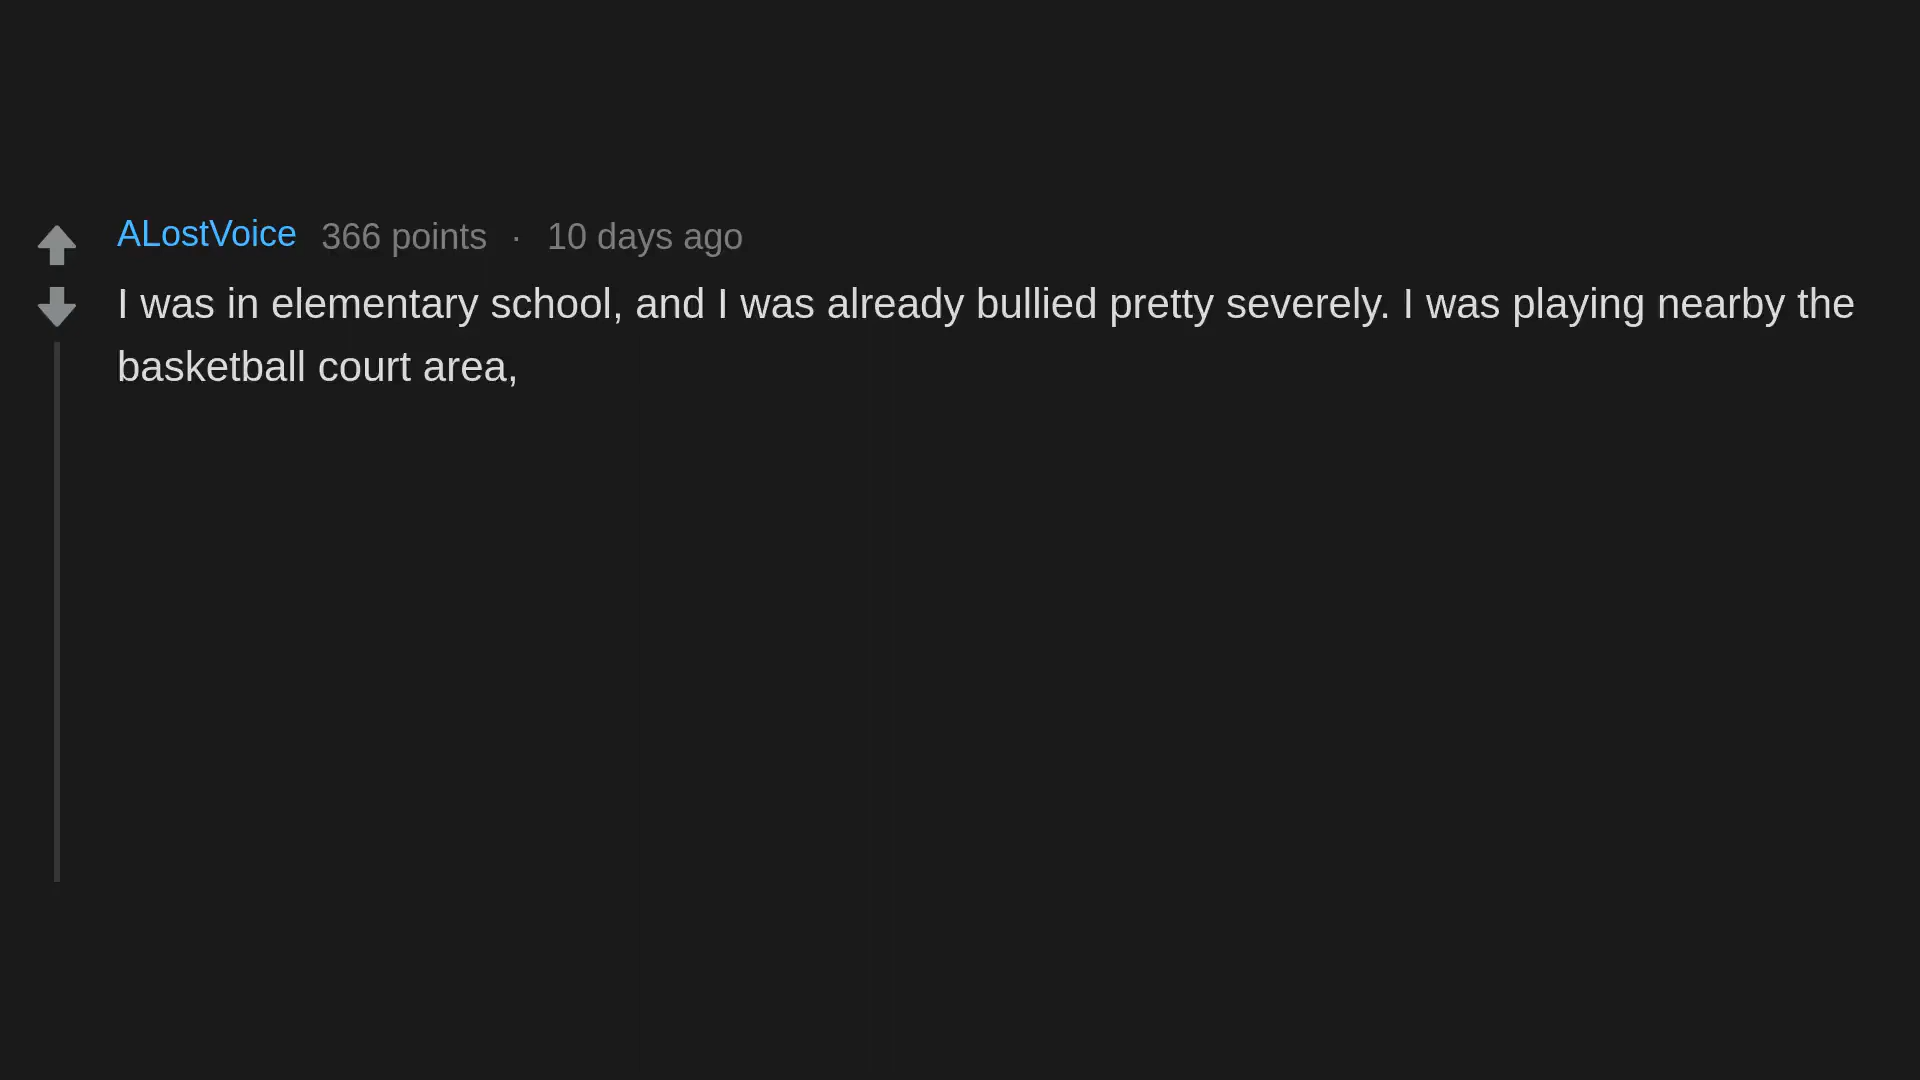 ALostVoice 366 points · 10 days ago
I was in elementary school, and I was already bullied pretty severely. I was playing nearby the
basketball court area,